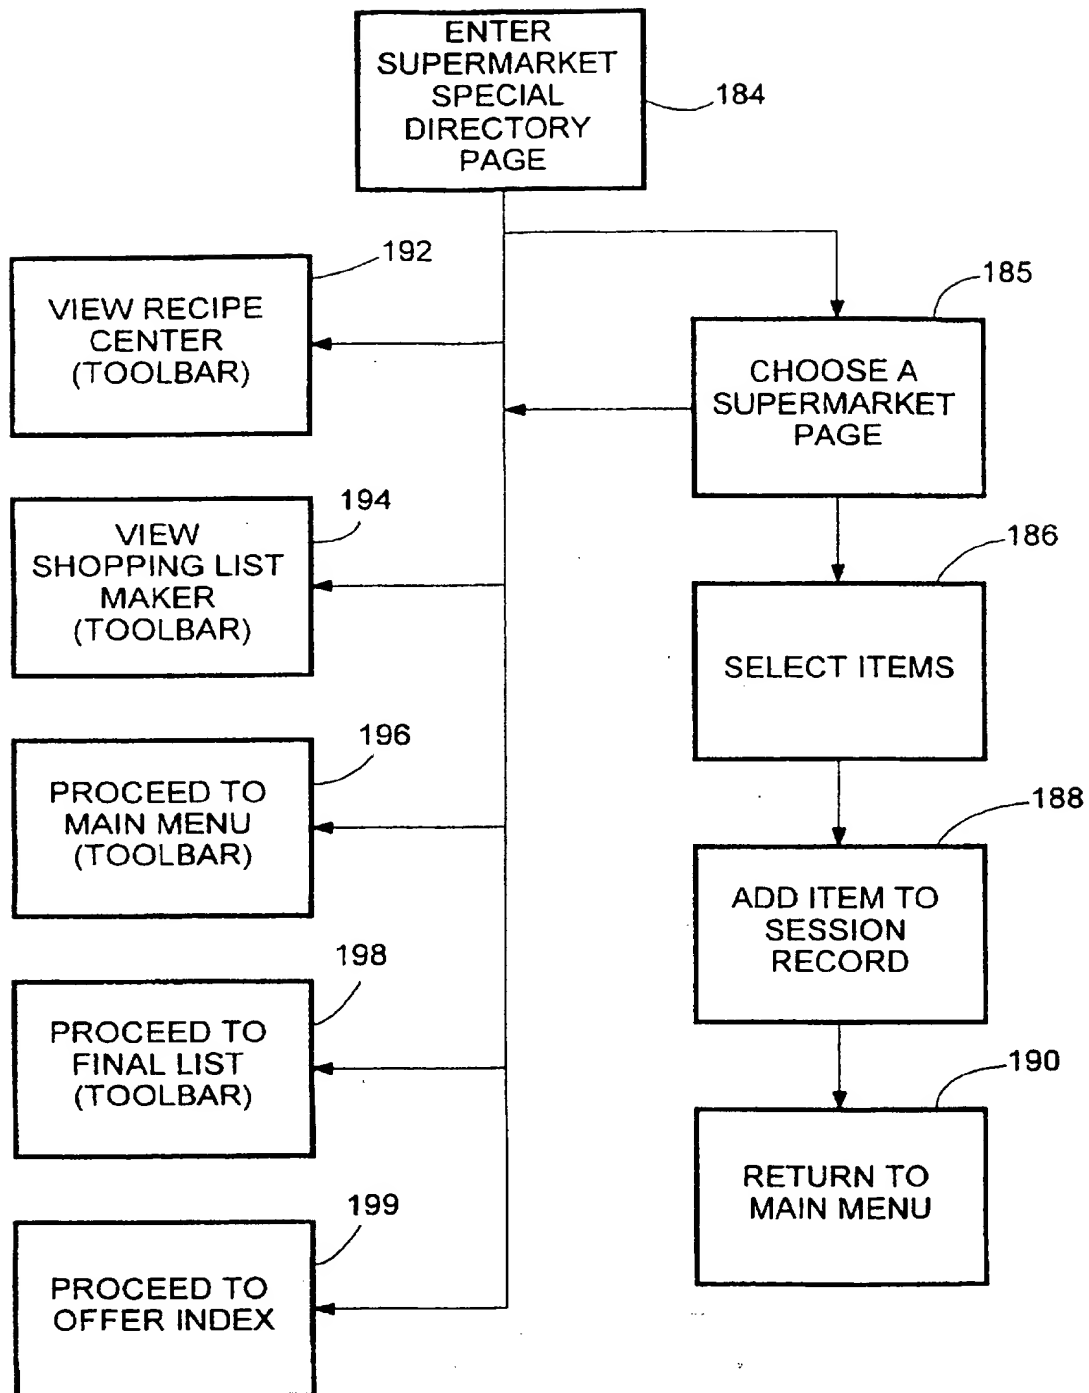 ENTER
SUPERMARKET
SPECIAL
DIRECTORY
PAGE
184
192
VIEW RECIPE
CENTER
(TOOLBAR)
185
CHOOSE A
SUPERMARKET
PAGE
194
VIEW
SHOPPING LIST
MAKER
(TOOLBAR)
186
SELECT ITEMS
196
PROCEED TO
MAIN MENU
(TOOLBAR)
188
ADD ITEM TO
SESSION
RECORD
198
PROCEED TO
FINAL LIST
(TOOLBAR)
190
RETURN TO
MAIN MENU
199
PROCEED TO
OFFER INDEX